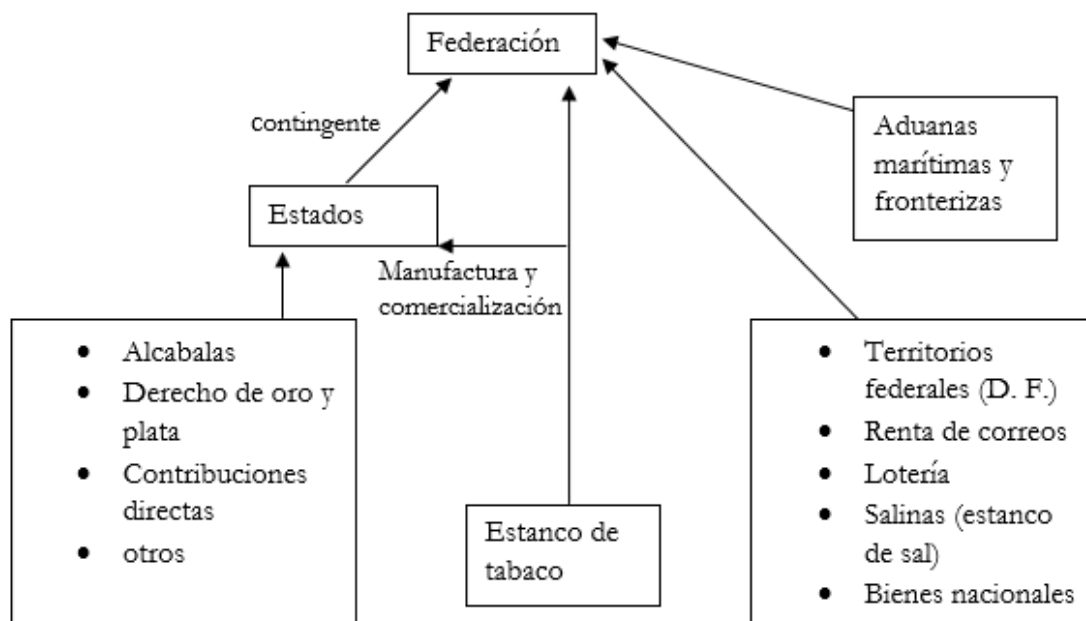 Federación
contingente
Aduanas
marítimas y
fronterizas
Estados
Manufactura y
comercialización
• Alcabalas
• Derecho de oro y
plata
• Contribuciones
directas
• otros
Estanco de
tabaco
• Territorios
federales (D. F.)
• Renta de correos
• Lotería
• Salinas (estanco
de sal)
• Bienes nacionales